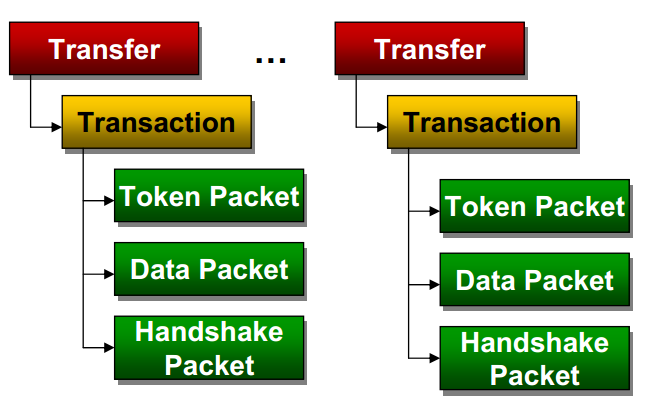 Transfer
...
Transfer
Transaction
Transaction
Token Packet
Data Packet
Handshake
Packet
Token Packet
Data Packet
Handshake
Packet